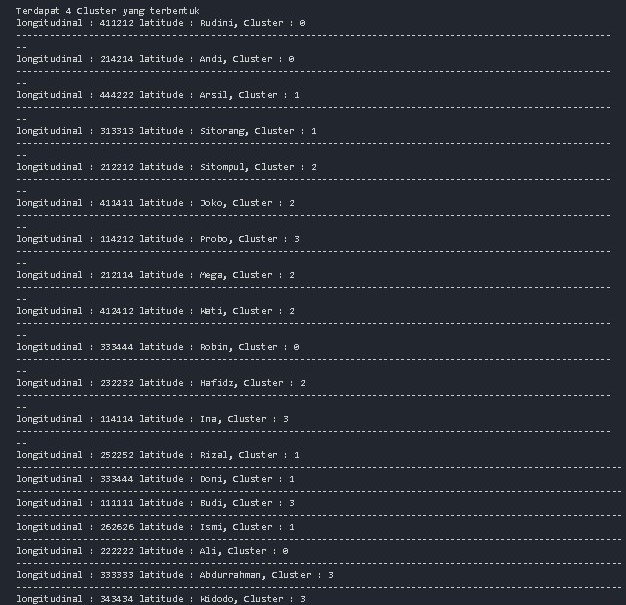 Terdapat 4 Cluster yang terbentuk
longitudinal : 411212 latitude : Rudini, Cluster : 0
---------------------------------------------------------------------------------------------------
--
longitudinal : 214214 latitude : Andi, Cluster : 0
---------------------------------------------------------------------------------------------------
--
longitudinal : 444222 latitude : Arsil, Cluster : 1
---------------------------------------------------------------------------------------------------
--
longitudinal : 313313 latitude : Sitorang, Cluster : 1
---------------------------------------------------------------------------------------------------
--
longitudinal : 212212 latitude : Sitompul, Cluster : 2
---------------------------------------------------------------------------------------------------
--
longitudinal : 411411 latitude : Joko, Cluster : 2
---------------------------------------------------------------------------------------------------
--
longitudinal : 114212 latitude : Probo, Cluster : 3
---------------------------------------------------------------------------------------------------
--
longitudinal : 212114 latitude : Mega, Cluster : 2
---------------------------------------------------------------------------------------------------
--
longitudinal : 412412 latitude : Wati, Cluster : 2
---------------------------------------------------------------------------------------------------
--
longitudinal : 333444 latitude : Robin, Cluster : 0
---------------------------------------------------------------------------------------------------
--
longitudinal : 232232 latitude : Hafidz, Cluster : 2
---------------------------------------------------------------------------------------------------
--
longitudinal : 114114 latitude : Ina, Cluster : 3
---------------------------------------------------------------------------------------------------
--
longitudinal : 252252 latitude : Rizal, Cluster : 1
-----------------------------------------------------------------------------------------------------
longitudinal : 333444 latitude : Doni, Cluster : 1
-----------------------------------------------------------------------------------------------------
longitudinal : 111111 latitude : Budi, Cluster : 3
-----------------------------------------------------------------------------------------------------
longitudinal : 262626 latitude : Ismi, Cluster : 1
-----------------------------------------------------------------------------------------------------
longitudinal : 222222 latitude : Ali, Cluster : 0
-----------------------------------------------------------------------------------------------------
longitudinal : 333333 latitude : Abdurrahman, Cluster : 3
-----------------------------------------------------------------------------------------------------
longitudinal : 343434 latitude : Widodo, Cluster : 3